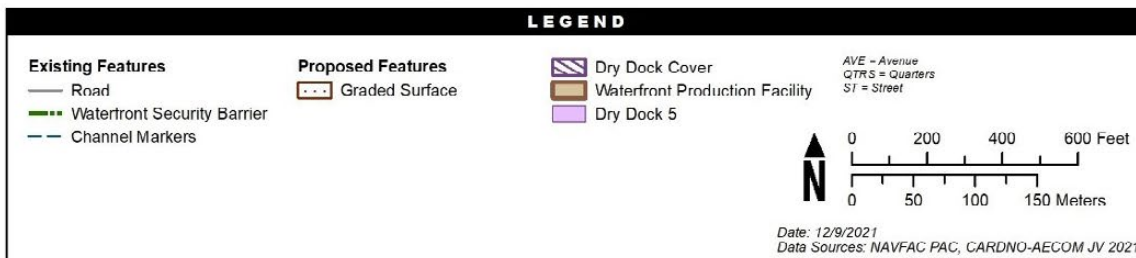 LEGEND
Existing Features
Road
Waterfront Security Barrier
Channel Markers
Proposed Features
Graded Surface
Dry Dock Cover
Waterfront Production Facility
Dry Dock 5
AVE = Avenue
QTRS = Quarters
ST = Street
N
0 200 400 600 Feet
0 50 100 150 Meters
Date: 12/9/2021
Data Sources: NAVFAC PAC, CARDNO-AECOM JV 2021